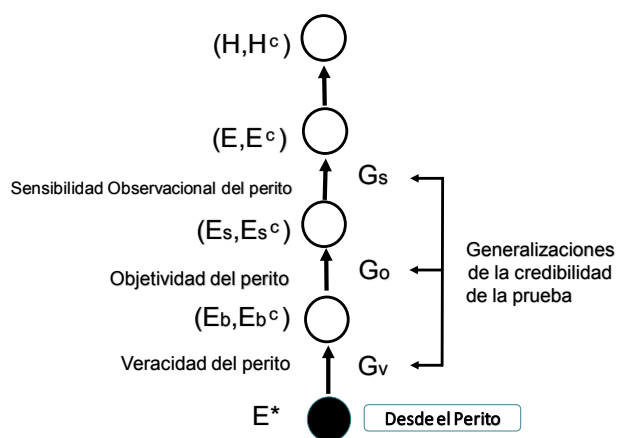 (H,Hᶜ)
(E,Eᶜ)
Gs
Sensibilidad Observacional del perito
(Es,Esᶜ)
Generalizaciones
de la credibilidad
de la prueba
Objetividad del perito
Go
(Eb,Ebᶜ)
Veracidad del perito
Gv
E*
Desde el Perito